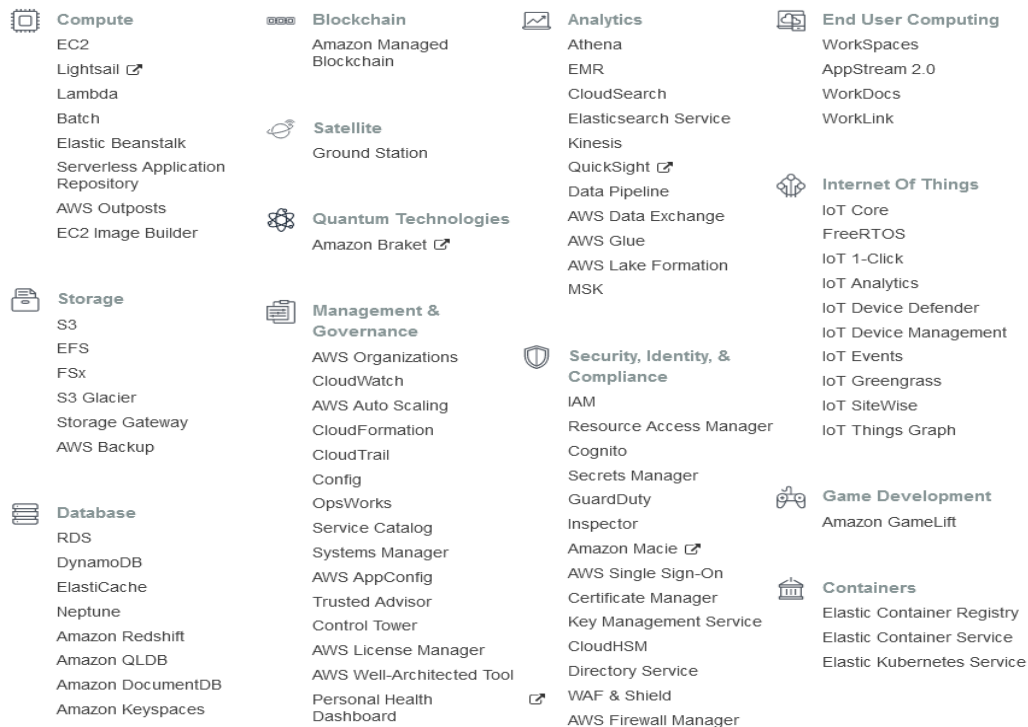 Compute
EC2
Lightsail
Lambda
Batch
Elastic Beanstalk
Serverless Application
Repository
AWS Outposts
EC2 Image Builder
Storage
S3
EFS
FSx
S3 Glacier
Storage Gateway
AWS Backup
Database
RDS
DynamoDB
ElastiCache
Neptune
Amazon Redshift
Amazon QLDB
Amazon DocumentDB
Amazon Keyspaces
Blockchain
Amazon Managed
Blockchain
Satellite
Ground Station
Quantum Technologies
Amazon Braket
Management &
Governance
AWS Organizations
CloudWatch
AWS Auto Scaling
CloudFormation
CloudTrail
Config
OpsWorks
Service Catalog
Systems Manager
AWS AppConfig
Trusted Advisor
Control Tower
AWS License Manager
AWS Well-Architected Tool
Personal Health
Dashboard
Analytics
Athena
EMR
CloudSearch
Elasticsearch Service
Kinesis
QuickSight
Data Pipeline
AWS Data Exchange
AWS Glue
AWS Lake Formation
MSK
Security, Identity, &
Compliance
IAM
Resource Access Manager
Cognito
Secrets Manager
GuardDuty
Inspector
Amazon Macie
AWS Single Sign-On
Certificate Manager
Key Management Service
CloudHSM
Directory Service
WAF & Shield
AWS Firewall Manager
End User Computing
WorkSpaces
AppStream 2.0
WorkDocs
WorkLink
Internet Of Things
IoT Core
FreeRTOS
IoT 1-Click
IoT Analytics
IoT Device Defender
IoT Device Management
IoT Events
IoT Greengrass
IoT SiteWise
IoT Things Graph
Game Development
Amazon GameLift
Containers
Elastic Container Registry
Elastic Container Service
Elastic Kubernetes Service